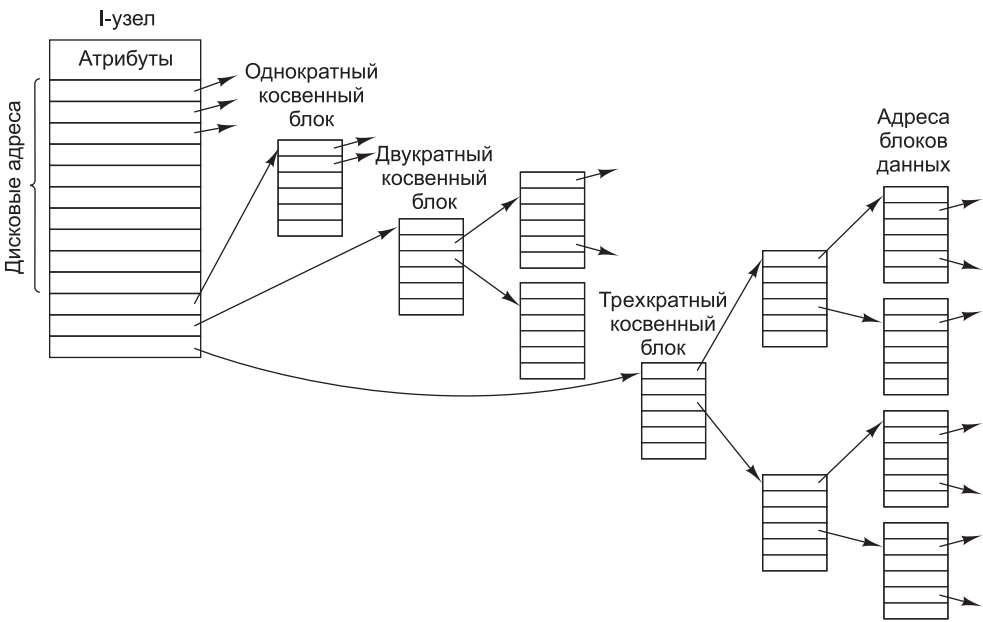 I-узел
Атрибуты
Дисковые адреса
Однократный
косвенный
блок
Двукратный
косвенный
блок
Трехкратный
косвенный
блок
Адреса
блоков
данных